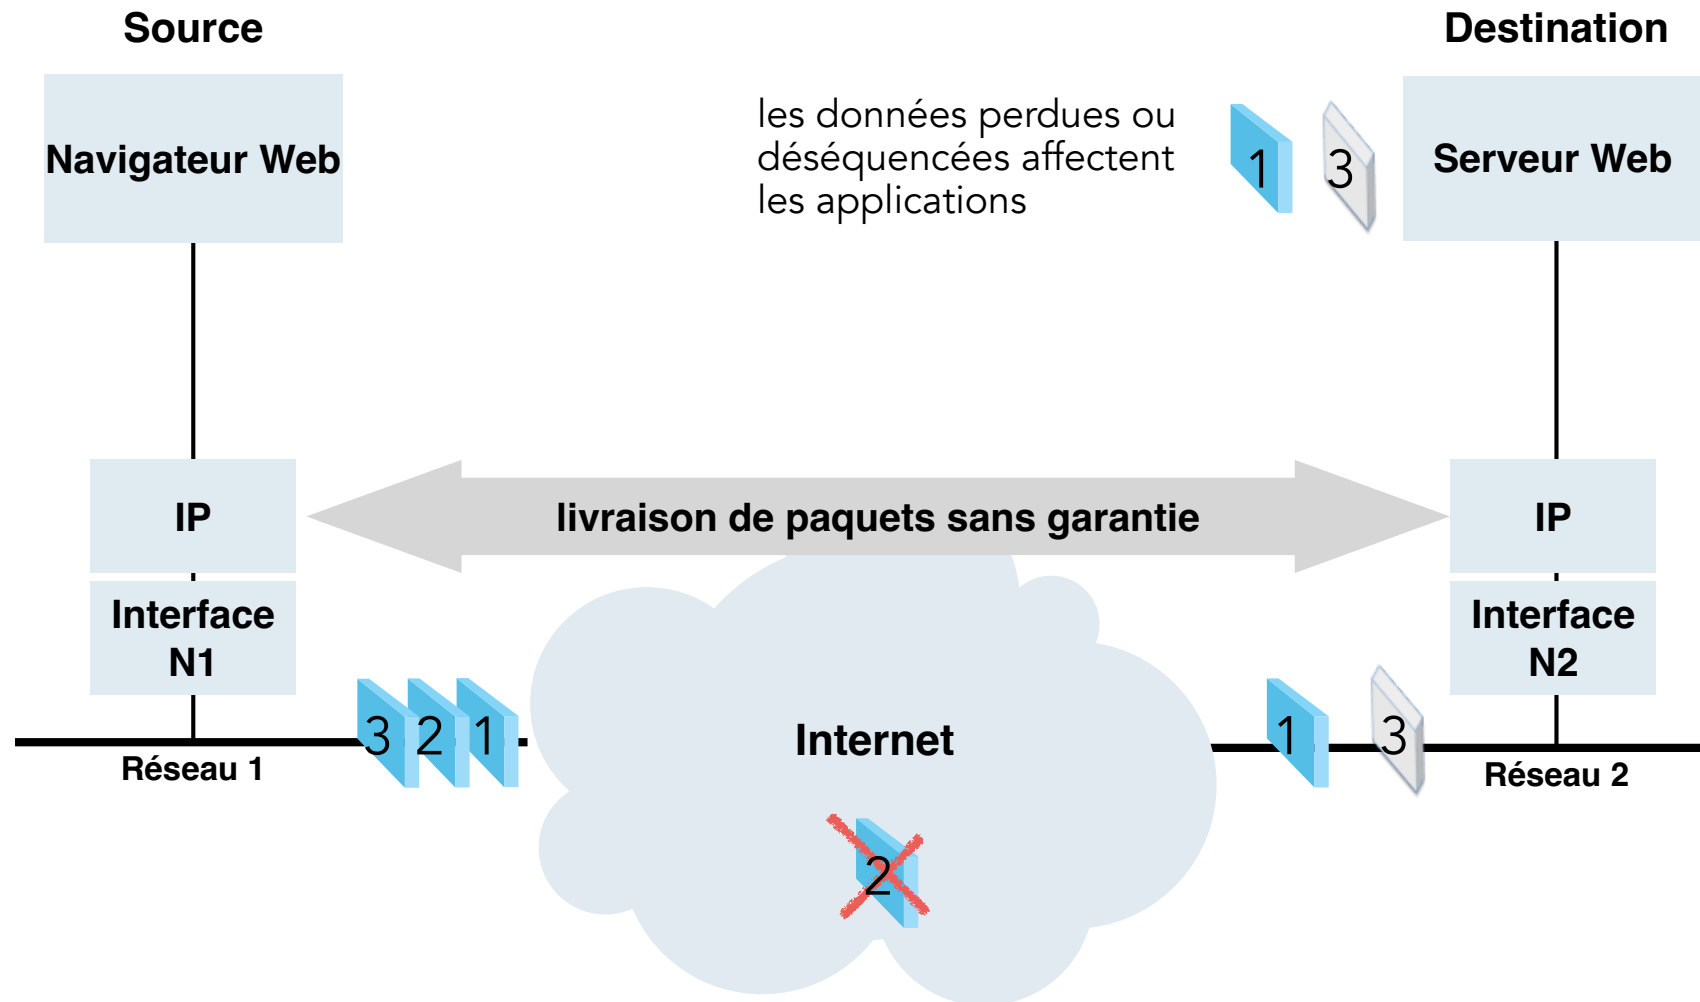 Source
Destination
Navigateur Web
les données perdues ou
déséquencées affectent
les applications
1
3
Serveur Web
IP
livraison de paquets sans garantie
IP
Interface
N1
Interface
N2
3
2
1
Internet
1
3
Réseau 1
Réseau 2
2